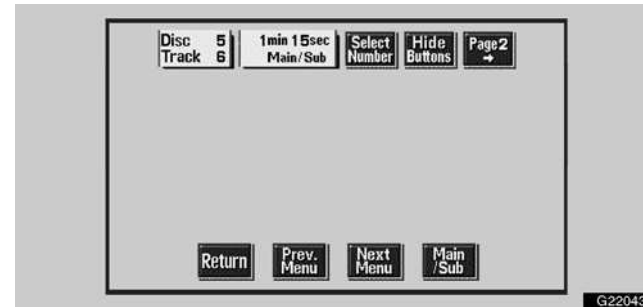 Disc 5
Track 6
1min 15sec
Main/Sub
Select
Number
Hide
Buttons
Page2
→
Return
Prev.
Menu
Next
Menu
Main
/Sub
G22043